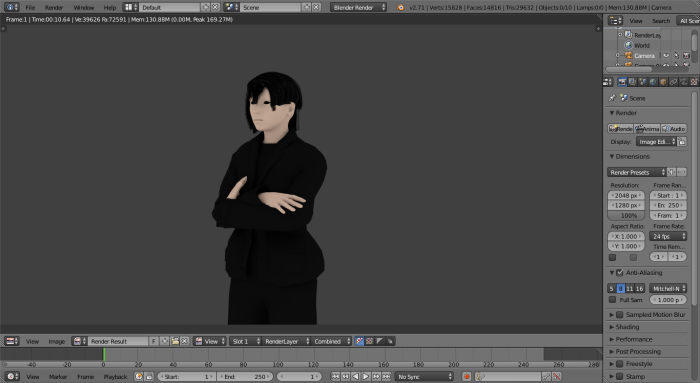 File Render Window Help Default Scene Blender Render v2.71 | Verts:15828 | Faces:14816 | Tris:29632 | Objects:0/10 | Lamps:0/0 | Mem:130.88M | Camera
Frame:1 | Time:00:10.64 | Ve:39626 Fa:72591 | Mem:130.88M (0.00M, Peak 169.27M)
View Search All Scen
RenderLay
World
Camera
Scene
Render
Render Anima Audio
Display: Image Edi...
Dimensions
Render Presets
Resolution: Frame Ran...
2048 px Start : 1
1280 px En: 250
100% Fram: 1
Aspect Ratio: Frame Rate:
X: 1.000 24 fps
Y: 1.000 Time Rem...
1 1
Anti-Aliasing
5 8 11 16 Mitchell-N
Full Sam 1.000 p
Sampled Motion Blur
Shading
Performance
Post Processing
Freestyle
Stamp
View Image Render Result F View Slot 1 RenderLayer Combined
-40 -20 0 20 40 60 80 100 120 140 160 180 200 220 240 260 280
View Marker Frame Playback Start: 1 End: 250 1 No Sync